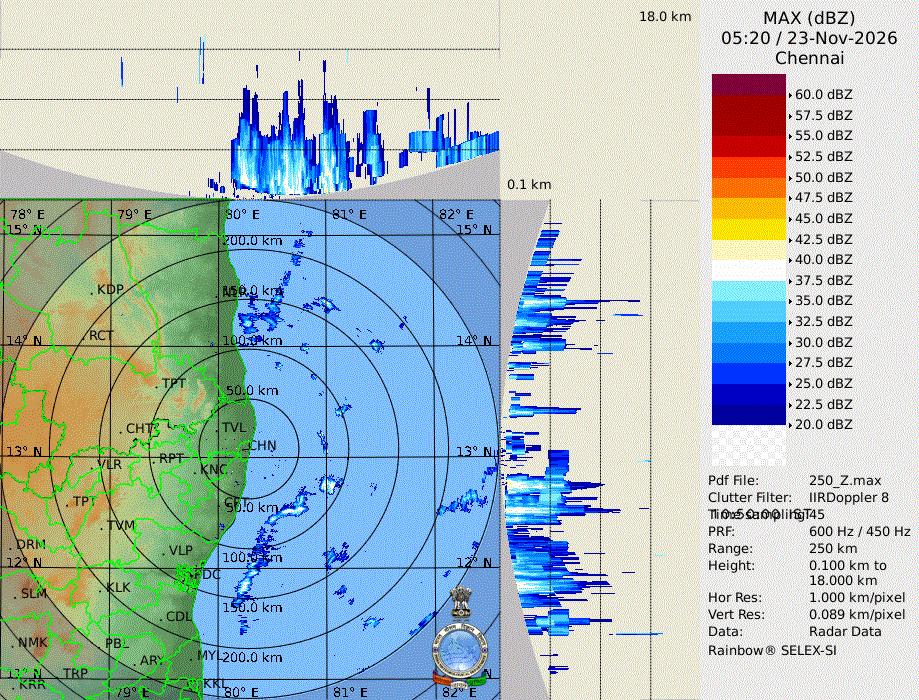 18.0 km
0.1 km
MAX (dBZ)
05:20 / 23-Nov-2026
Chennai
60.0 dBZ
57.5 dBZ
55.0 dBZ
52.5 dBZ
50.0 dBZ
47.5 dBZ
45.0 dBZ
42.5 dBZ
40.0 dBZ
37.5 dBZ
35.0 dBZ
32.5 dBZ
30.0 dBZ
27.5 dBZ
25.0 dBZ
22.5 dBZ
20.0 dBZ
Pdf File: 250_Z.max
Clutter Filter: IIRDoppler 8
Time sampling: 45
PRF: 600 Hz / 450 Hz
Range: 250 km
Height: 0.100 km to
18.000 km
Hor Res: 1.000 km/pixel
Vert Res: 0.089 km/pixel
Data: Radar Data
Rainbow® SELEX-SI
78° E 79° E 80° E 81° E 82° E
15° N 15° N
200.0 km
KDP
150.0 km
RCT
14° N 100.0 km 14° N
TPT
50.0 km
CHT TVL
CHN
13° N 13° N
VLR RPT
KNC
TPT
50.0 km
TVM
DRM
VLP
100.0 km
12° N 12° N
PDC
SLM KLK
150.0 km
CDL
NMK PBL
ARY MYL 200.0 km
TRP
KRR KKL
79° E 80° E 81° E